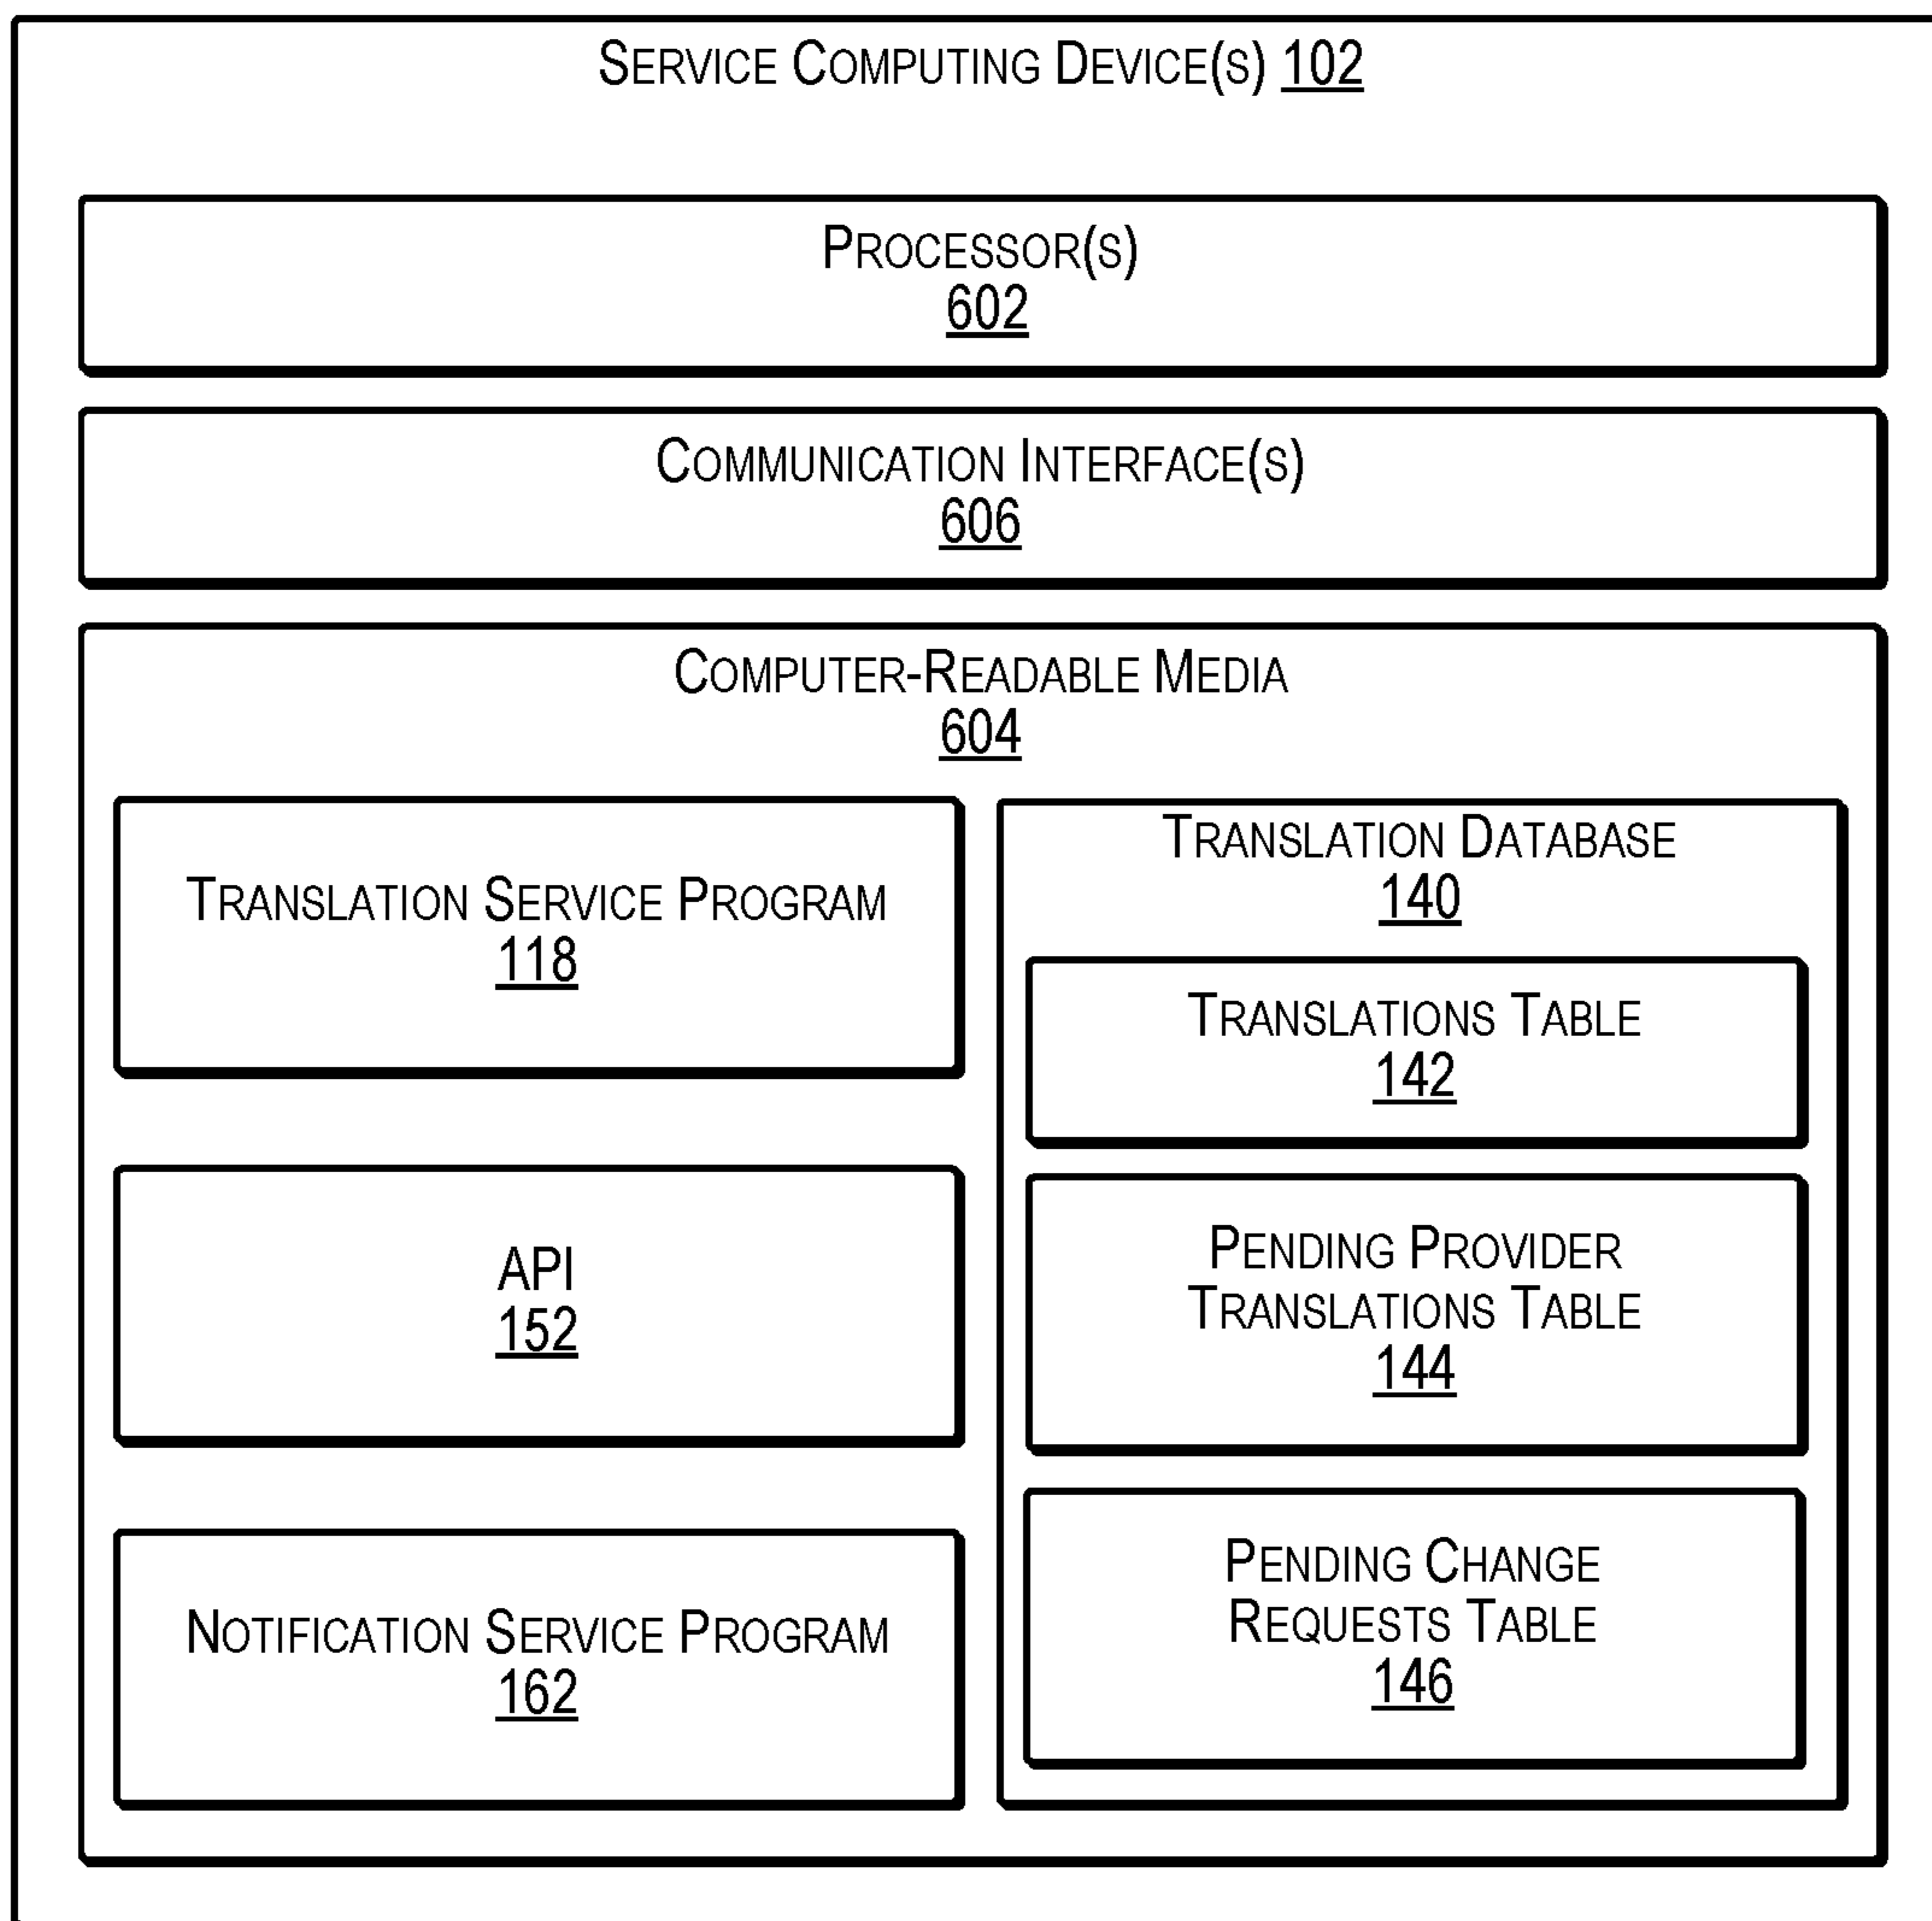 SERVICE COMPUTING DEVICE(S) 102
PROCESSOR(S)
602
COMMUNICATION INTERFACE(S)
606
COMPUTER-READABLE MEDIA
604
TRANSLATION SERVICE PROGRAM
118
API
152
NOTIFICATION SERVICE PROGRAM
162
TRANSLATION DATABASE
140
TRANSLATIONS TABLE
142
PENDING PROVIDER
TRANSLATIONS TABLE
144
PENDING CHANGE
REQUESTS TABLE
146